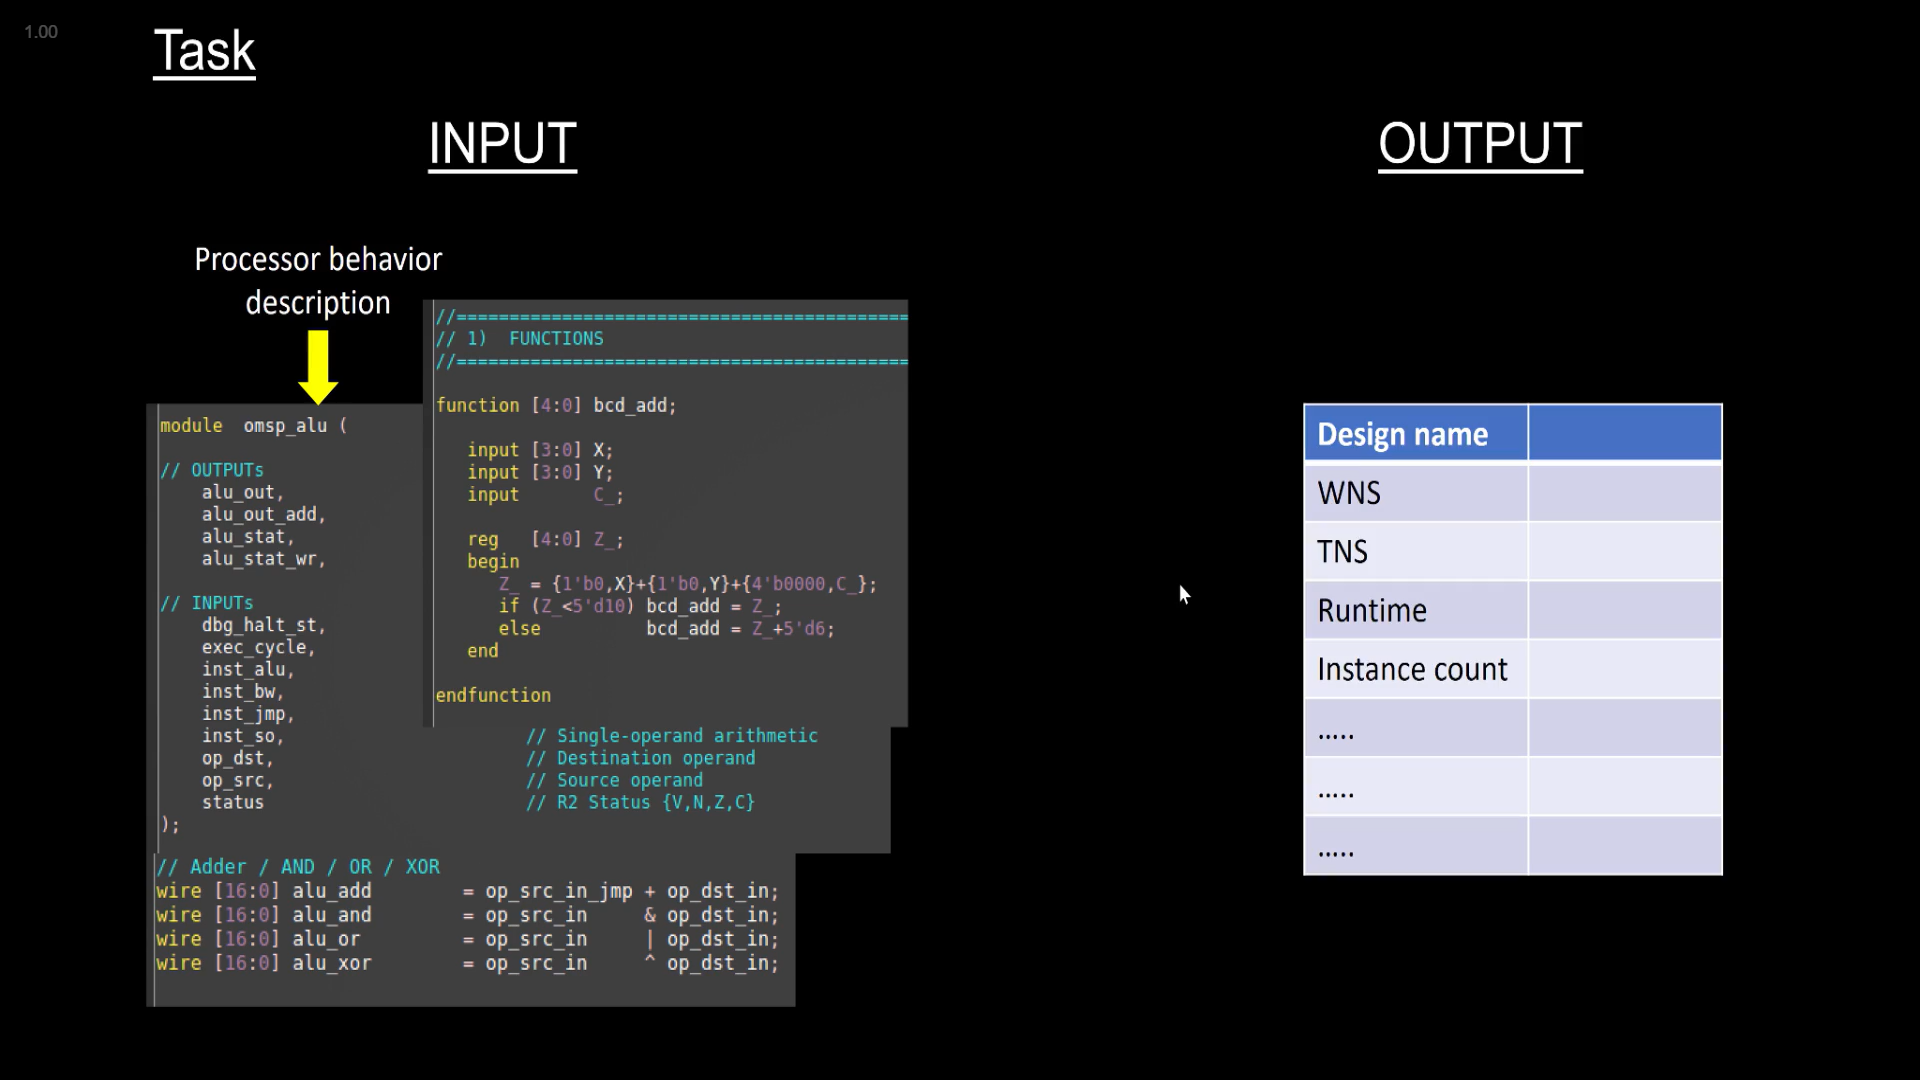 1.00
Task
INPUT
OUTPUT
Processor behavior
description
module omsp_alu (
// OUTPUTs
alu_out,
alu_out_add,
alu_stat,
alu_stat_wr,
// INPUTs
dbg_halt_st,
exec_cycle,
inst_alu,
inst_bw,
inst_jmp,
inst_so,
op_dst,
op_src,
status
);
//===========================================
// 1) FUNCTIONS
//===========================================
function [4:0] bcd_add;
input [3:0] X;
input [3:0] Y;
input C_;
reg [4:0] Z_;
begin
Z_ = {1'b0,X}+{1'b0,Y}+{4'b0000,C_};
if (Z_<5'd10) bcd_add = Z_;
else bcd_add = Z_+5'd6;
end
endfunction
// Single-operand arithmetic
// Destination operand
// Source operand
// R2 Status {V,N,Z,C}
// Adder / AND / OR / XOR
wire [16:0] alu_add = op_src_in_jmp + op_dst_in;
wire [16:0] alu_and = op_src_in & op_dst_in;
wire [16:0] alu_or = op_src_in | op_dst_in;
wire [16:0] alu_xor = op_src_in ^ op_dst_in;
Design name
WNS
TNS
Runtime
Instance count
.....
.....
.....